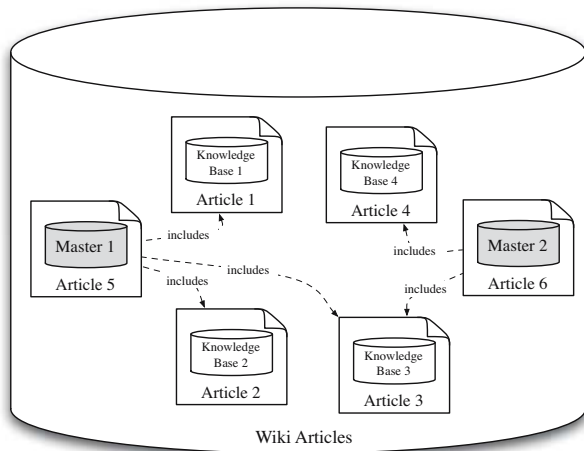 Knowledge
Base 1
Article 1
Knowledge
Base 4
Article 4
Master 1
Article 5
includes
includes
includes
includes
includes
Master 2
Article 6
Knowledge
Base 2
Article 2
Knowledge
Base 3
Article 3
Wiki Articles